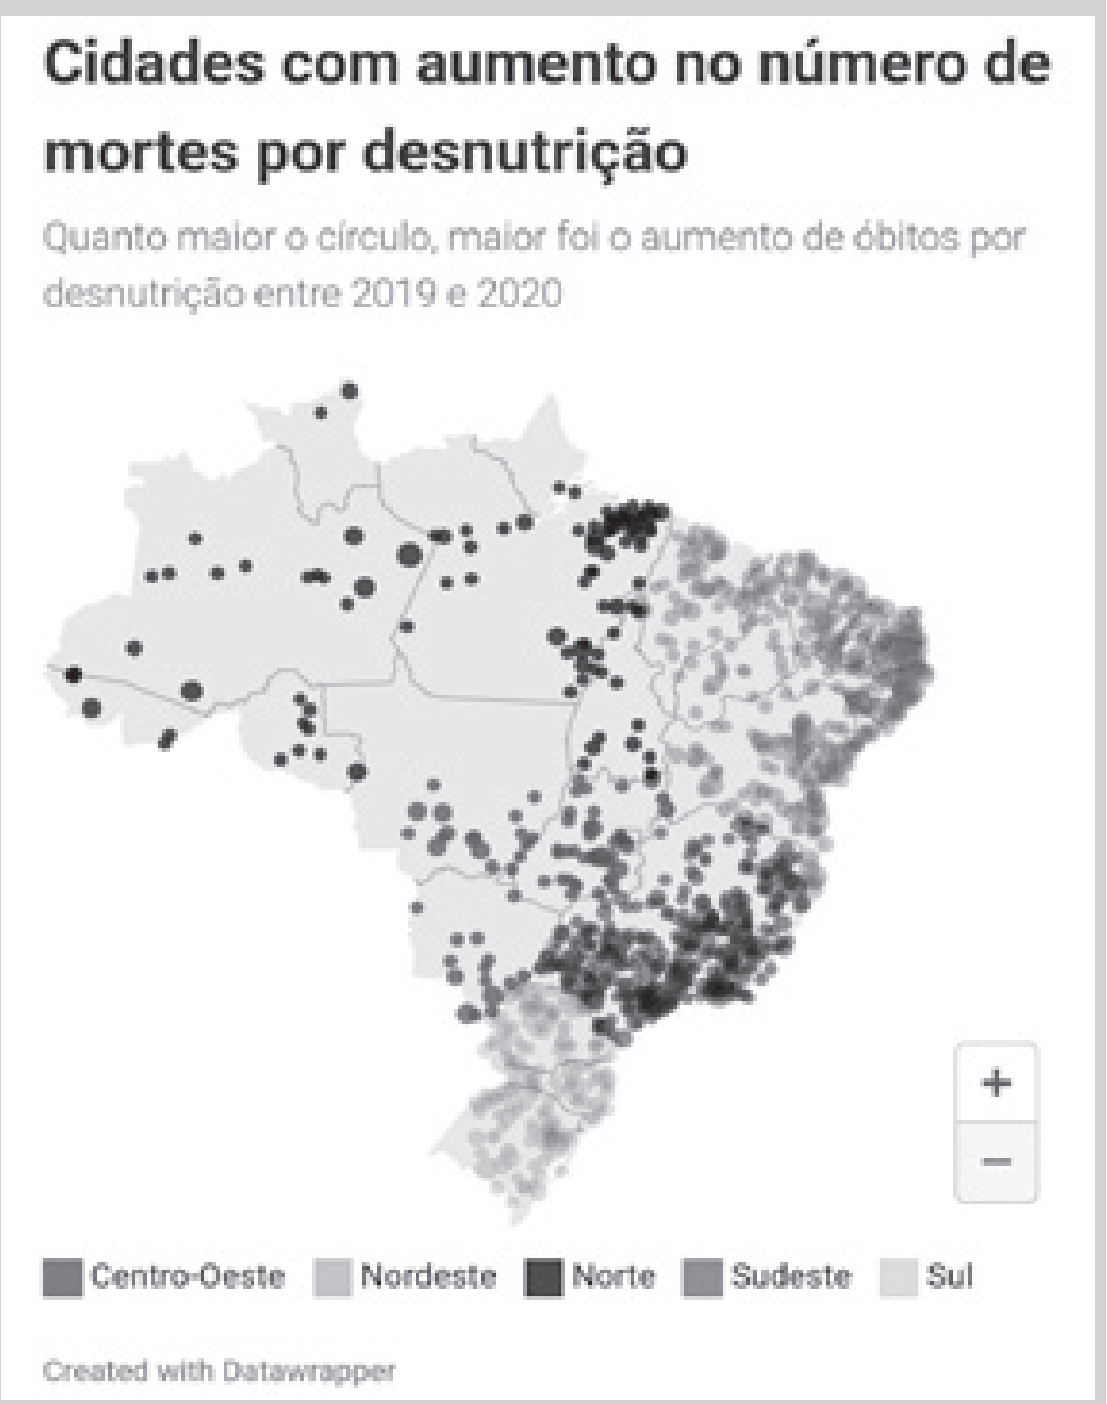 Cidades com aumento no número de
mortes por desnutrição
Quanto maior o círculo, maior foi o aumento de óbitos por
desnutrição entre 2019 e 2020
+
−
Centro-Oeste Nordeste Norte Sudeste Sul
Created with Datawrapper